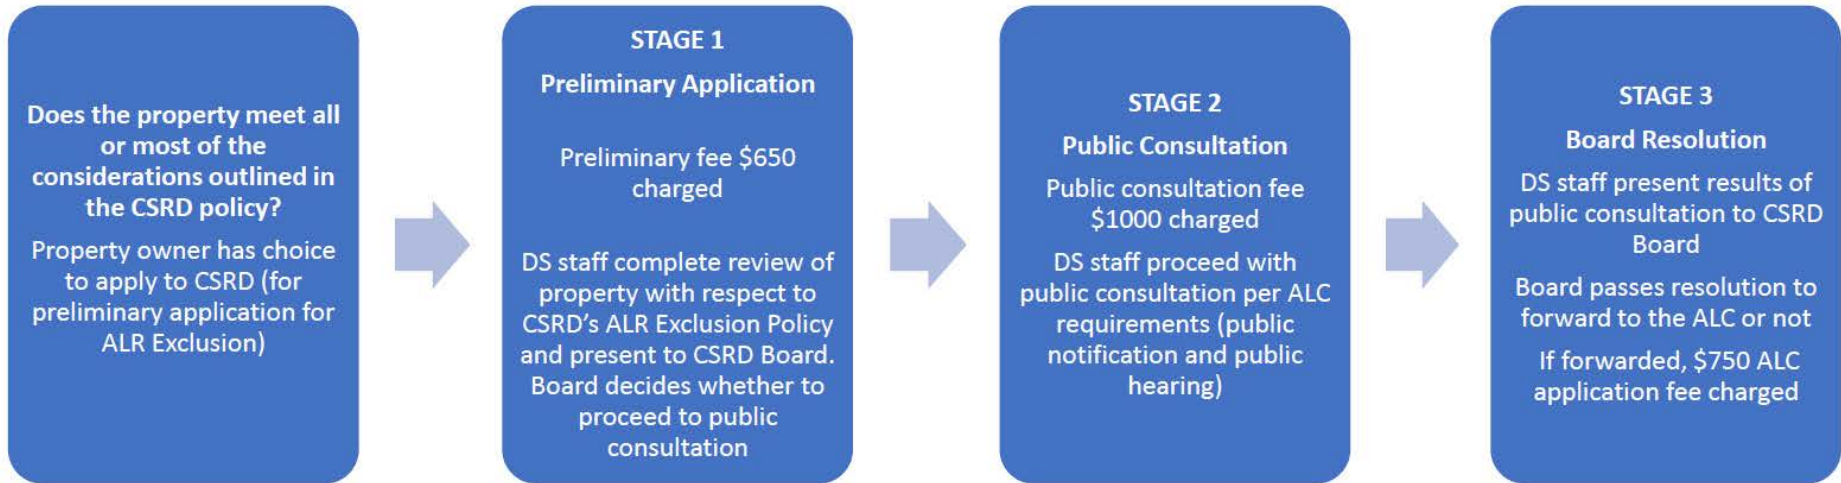 Does the property meet all
or most of the
considerations outlined in
the CSRD policy?
Property owner has choice
to apply to CSRD (for
preliminary application for
ALR Exclusion)
STAGE 1
Preliminary Application
Preliminary fee $650
charged
DS staff complete review of
property with respect to
CSRD’s ALR Exclusion Policy
and present to CSRD Board.
Board decides whether to
proceed to public
consultation
STAGE 2
Public Consultation
Public consultation fee
$1000 charged
DS staff proceed with
public consultation per ALC
requirements (public
notification and public
hearing)
STAGE 3
Board Resolution
DS staff present results of
public consultation to CSRD
Board
Board passes resolution to
forward to the ALC or not
If forwarded, $750 ALC
application fee charged